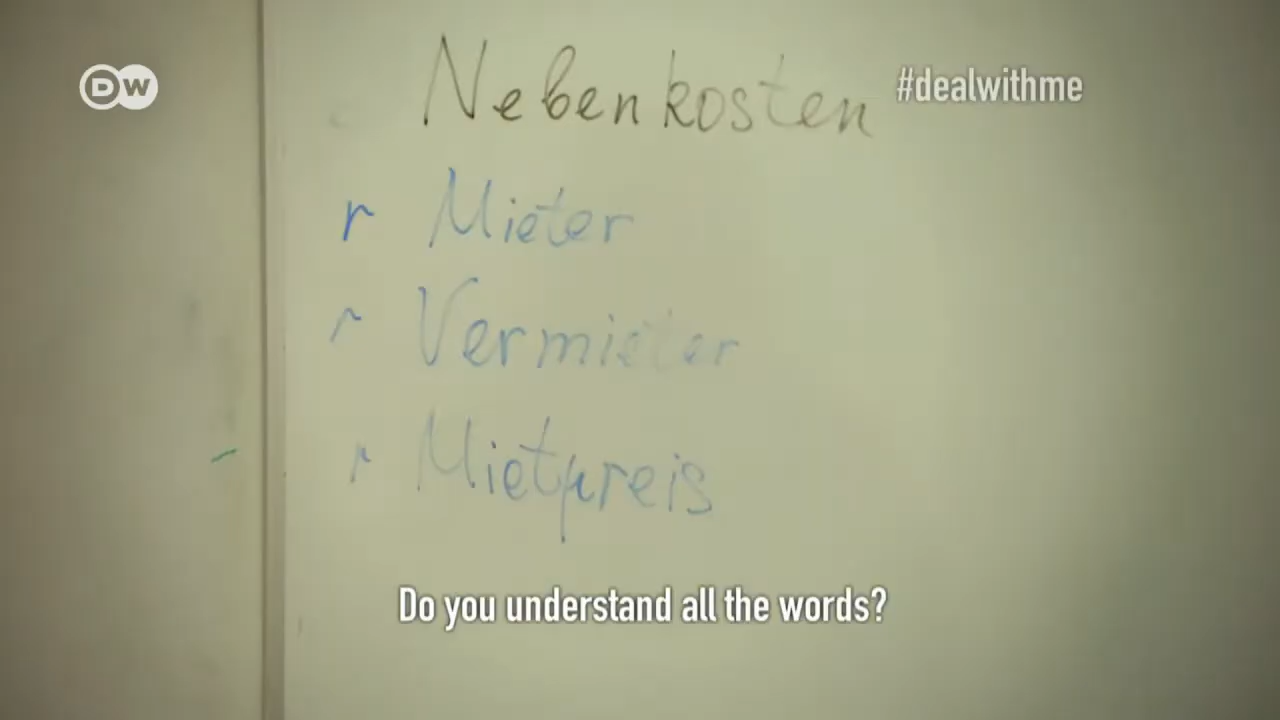 DW
#dealwithme
Nebenkosten
r Mieter
r Vermieter
r Mietpreis
Do you understand all the words?